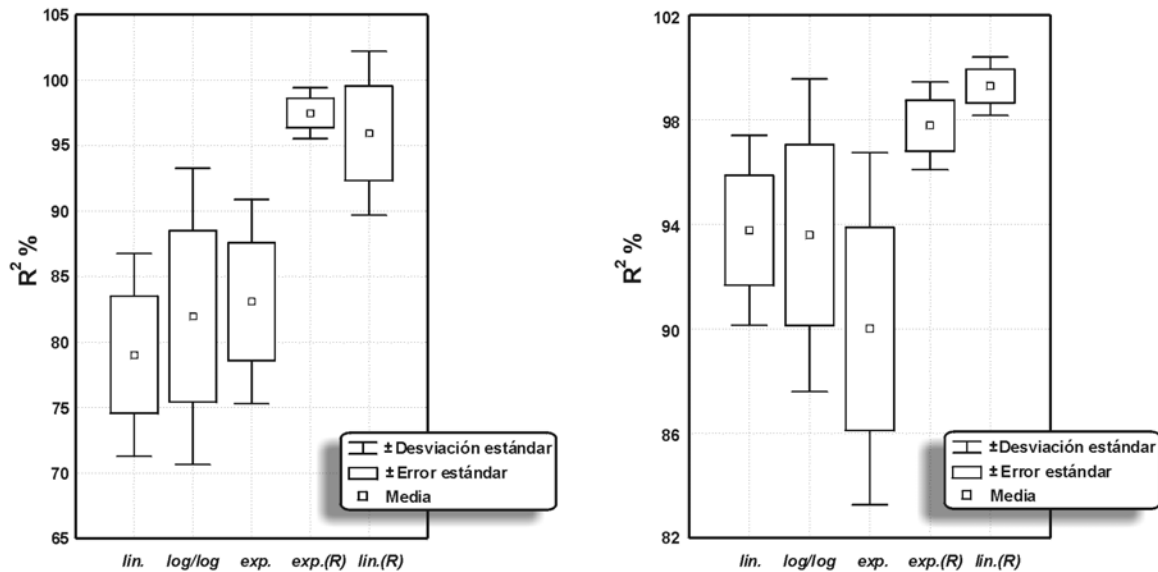 105
100
95
90
85
80
75
70
65
R² %
lin. log/log exp. exp.(R) lin.(R)
±Desviación estándar
±Error estándar
Media
102
98
94
90
86
82
R² %
lin. log/log exp. exp.(R) lin.(R)
±Desviación estándar
±Error estándar
Media